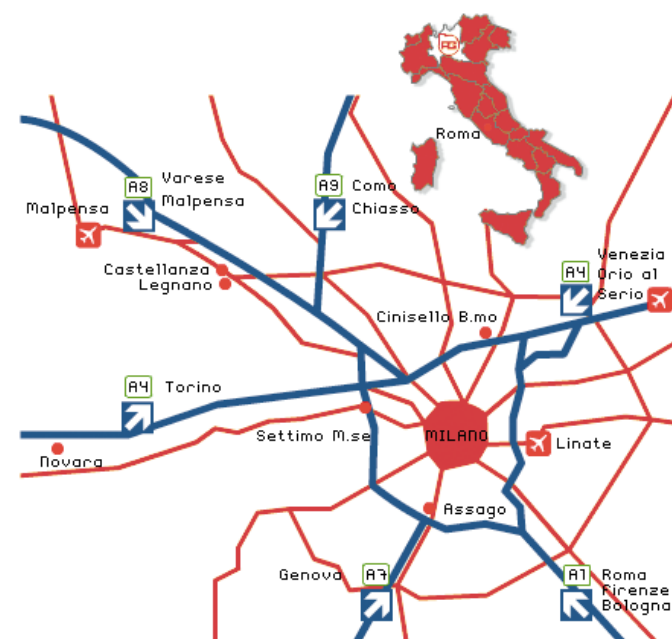 Roma
A8
Varese
Malpensa
A9
Como
Chiasso
Malpensa
Castellanza
Legnano
A4
Venezia
Orio al
Serio
Cinisello B.mo
A4
Torino
Settimo M.se
MILANO
Linate
Novara
Assago
Genova
A7
A1
Roma
Firenze
Bologna